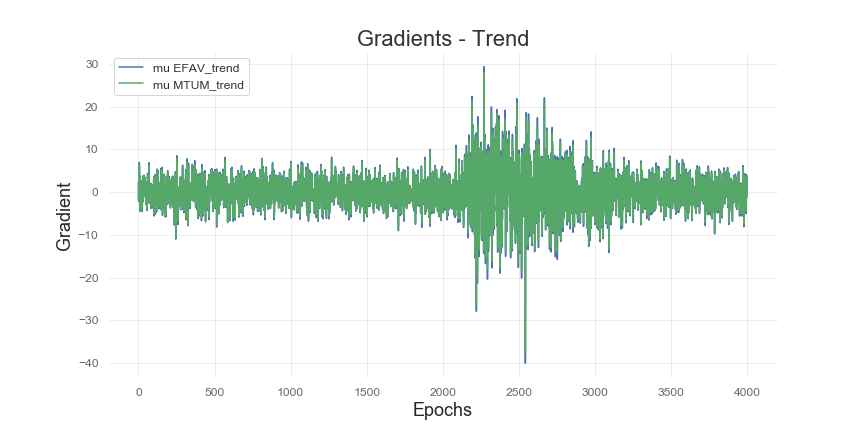 Gradients - Trend
mu EFAV_trend
mu MTUM_trend
30
20
10
0
−10
−20
−30
−40
Gradient
0 500 1000 1500 2000 2500 3000 3500 4000
Epochs